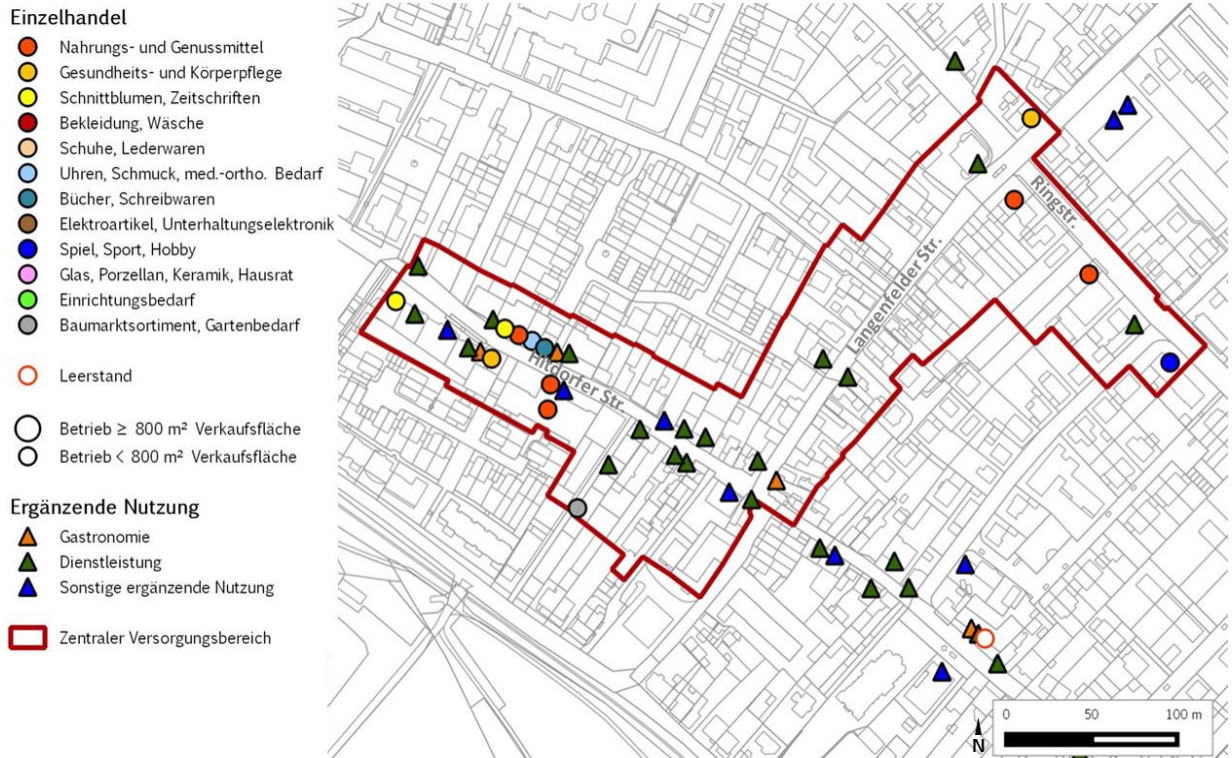 Einzelhandel
Nahrungs- und Genussmittel
Gesundheits- und Körperpflege
Schnittblumen, Zeitschriften
Bekleidung, Wäsche
Schuhe, Lederwaren
Uhren, Schmuck, med.-ortho. Bedarf
Bücher, Schreibwaren
Elektroartikel, Unterhaltungselektronik
Spiel, Sport, Hobby
Glas, Porzellan, Keramik, Hausrat
Einrichtungsbedarf
Baumarktsortiment, Gartenbedarf
Leerstand
Betrieb ≥ 800 m² Verkaufsfläche
Betrieb < 800 m² Verkaufsfläche
Ergänzende Nutzung
Gastronomie
Dienstleistung
Sonstige ergänzende Nutzung
Zentraler Versorgungsbereich
Ringstr.
Langenfelder Str.
Hitdorfer Str.
0 50 100 m
N